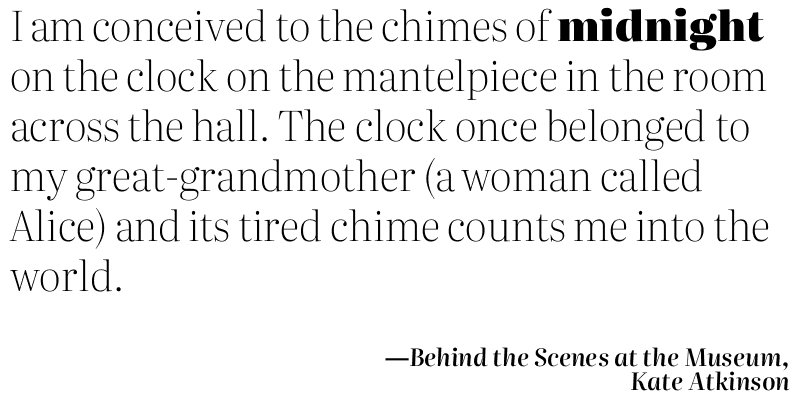 I am conceived to the chimes of midnight
on the clock on the mantelpiece in the room
across the hall. The clock once belonged to
my great-grandmother (a woman called
Alice) and its tired chime counts me into the
world.
—Behind the Scenes at the Museum,
Kate Atkinson